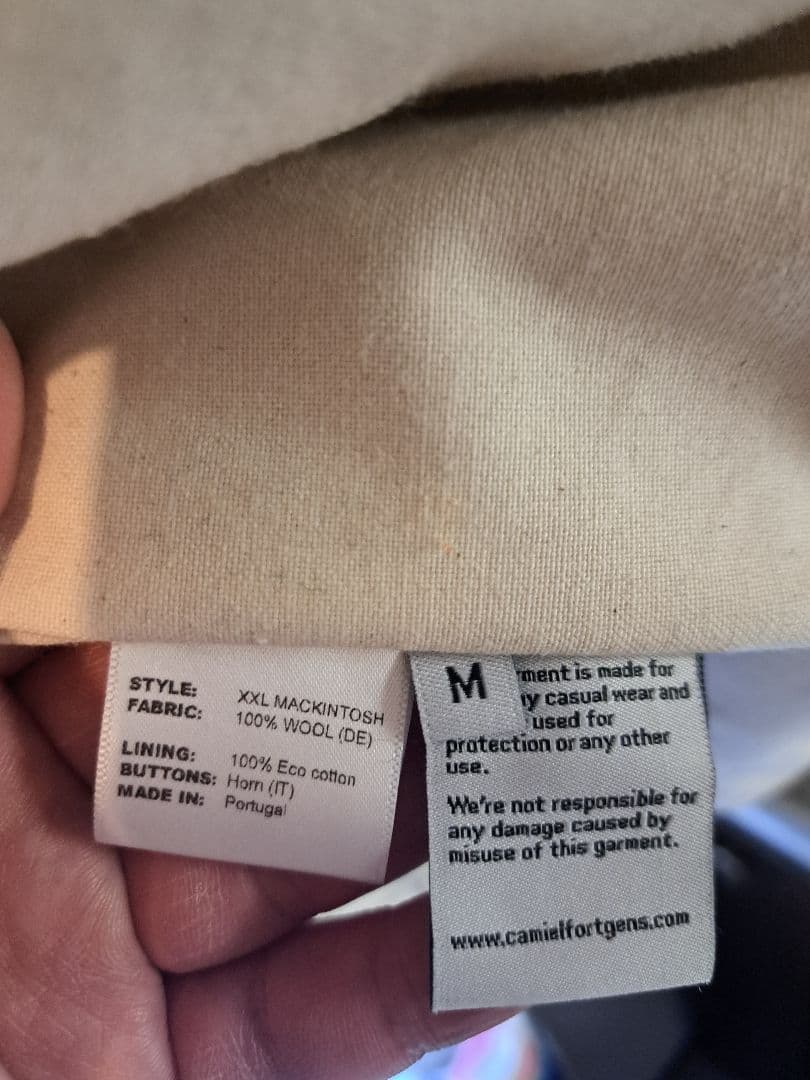 STYLE: XXL MACKINTOSH
FABRIC: 100% WOOL (DE)
LINING: 100% Eco cotton
BUTTONS: Horn (IT)
MADE IN: Portugal
M
ment is made for
y casual wear and
used for
protection or any other
use.
We're not responsible for
any damage caused by
misuse of this garment.
www.camielfortgens.com